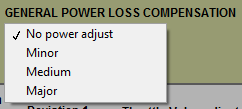 GENERAL POWER LOSS COMPENSATION
✓ No power adjust
Minor
Medium
Major